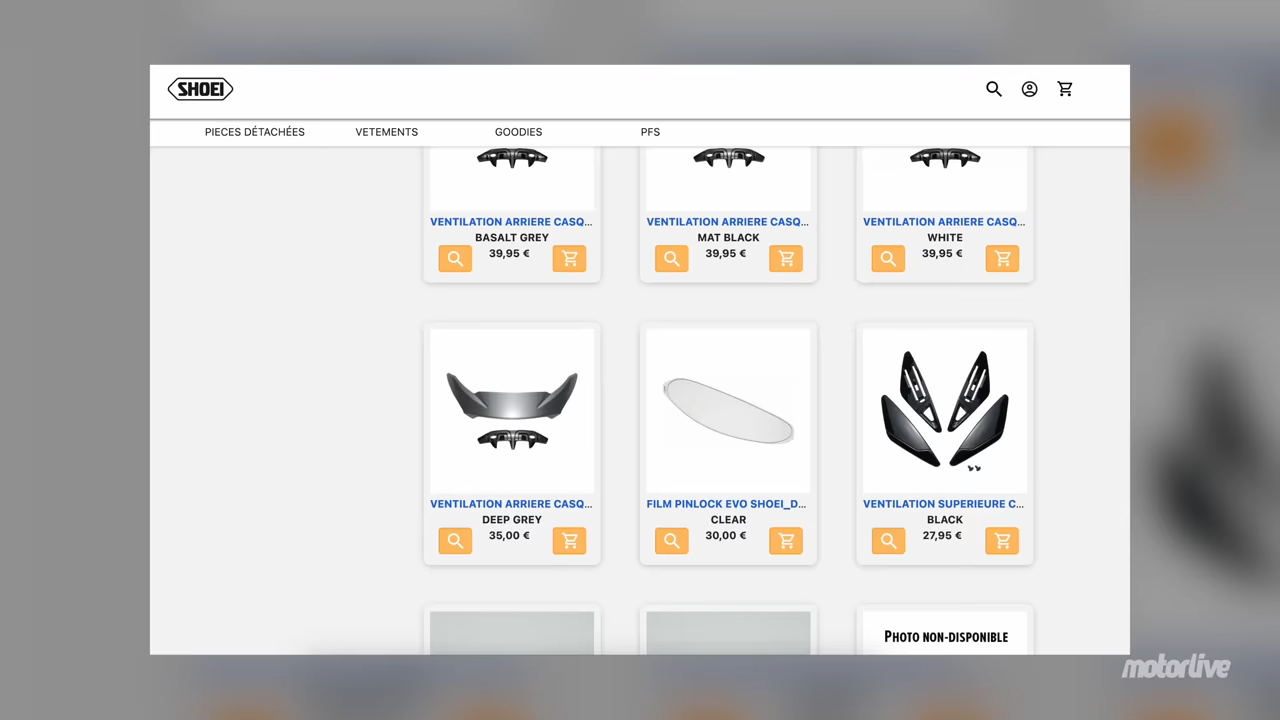 SHOEI
PIECES DÉTACHÉES VETEMENTS GOODIES PFS
VENTILATION ARRIERE CASQ... VENTILATION ARRIERE CASQ... VENTILATION ARRIERE CASQ...
BASALT GREY MAT BLACK WHITE
39,95 € 39,95 € 39,95 €
VENTILATION ARRIERE CASQ... FILM PINLOCK EVO SHOEI_D... VENTILATION SUPERIEURE C...
DEEP GREY CLEAR BLACK
35,00 € 30,00 € 27,95 €
PHOTO NON-DISPONIBLE
motorlive